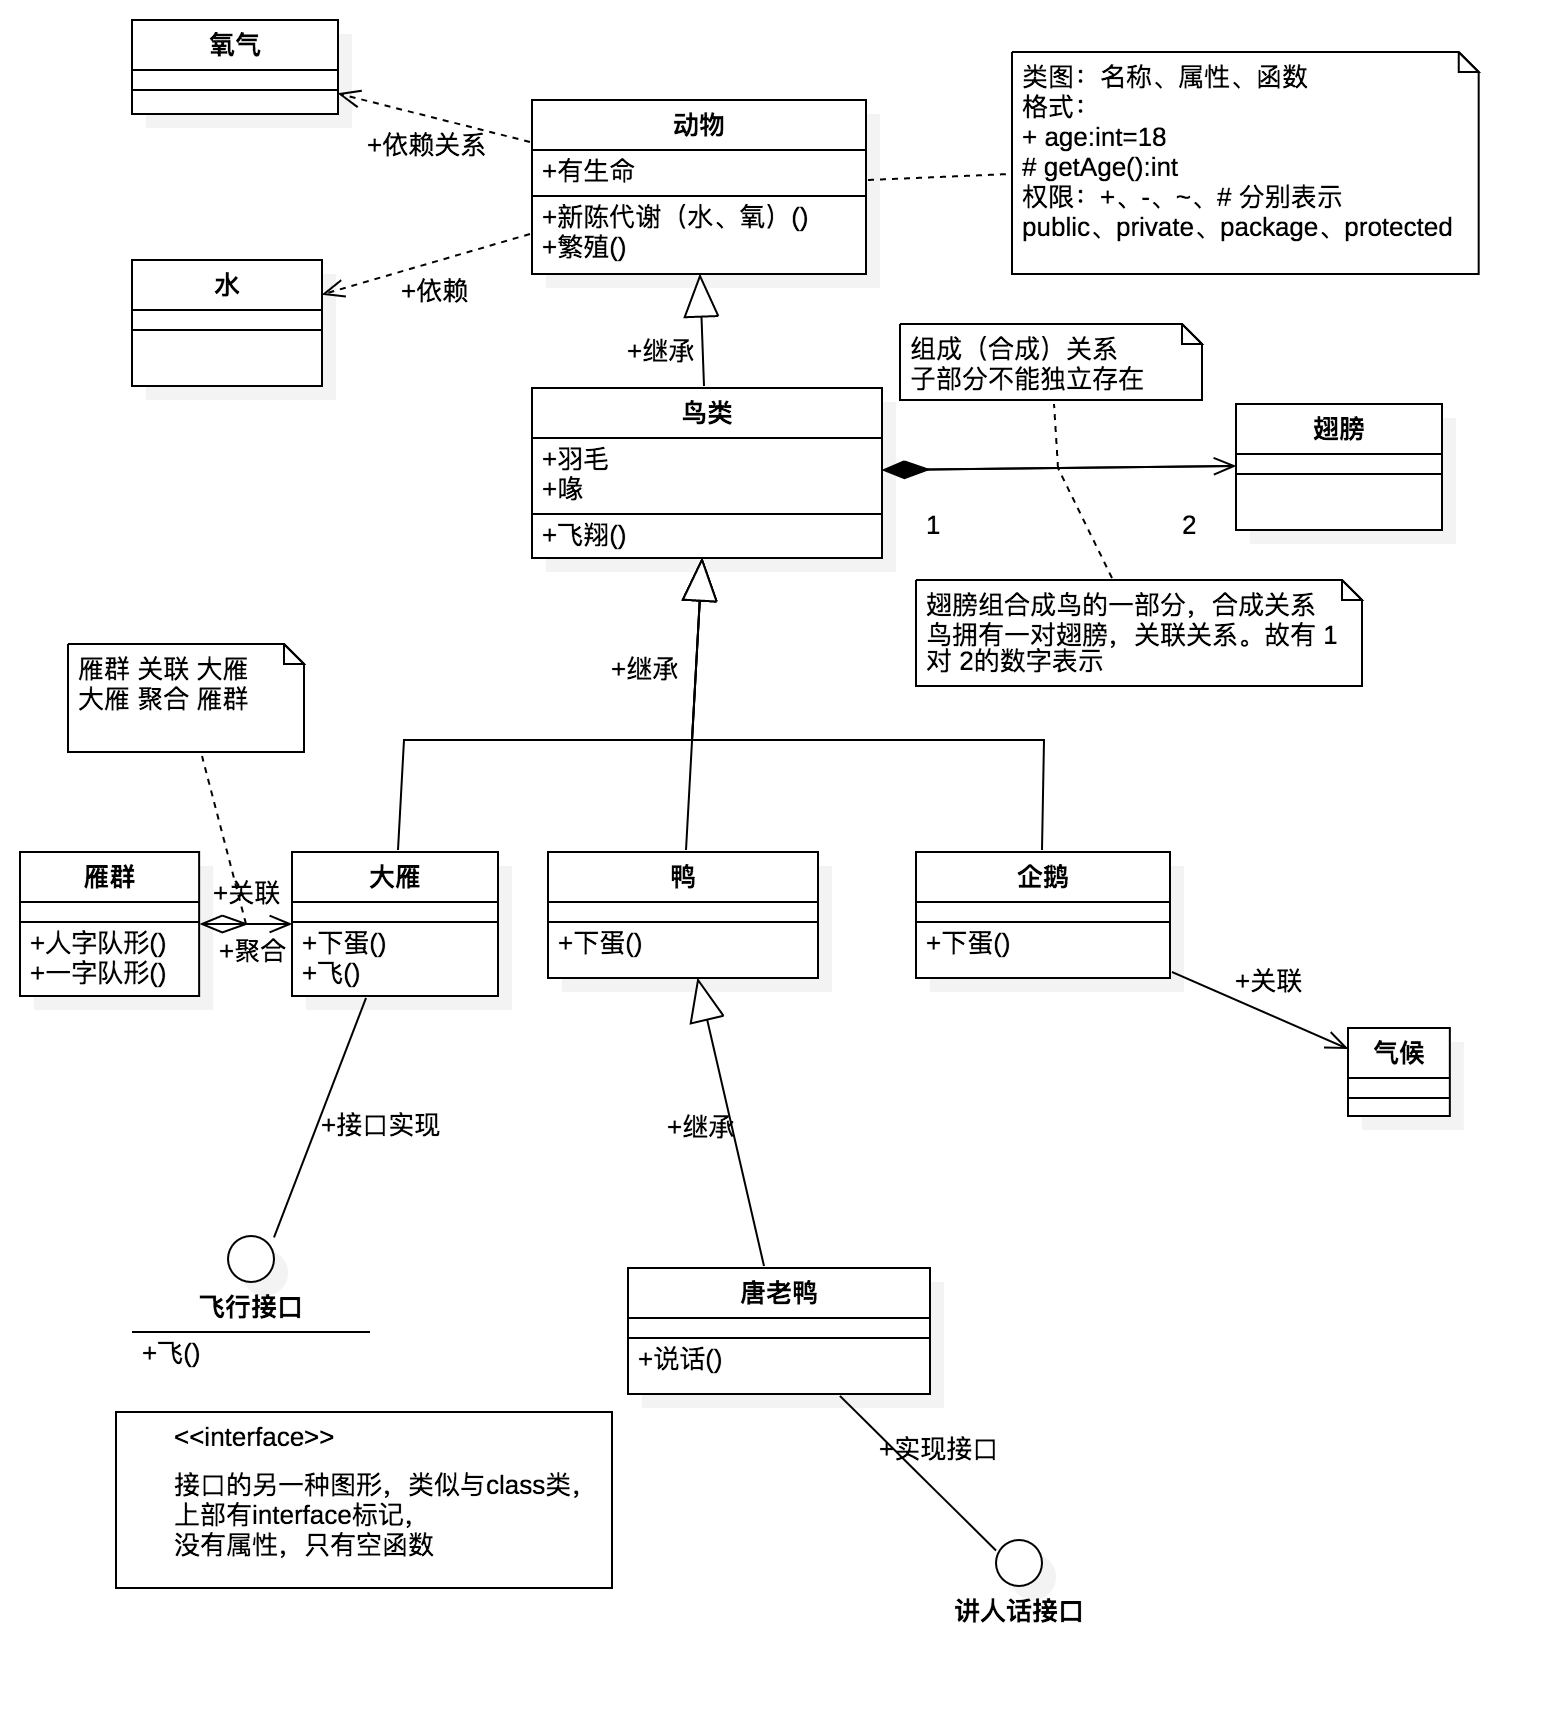 氧气
+依赖关系
动物
+有生命
+新陈代谢（水、氧）()
+繁殖()
类图：名称、属性、函数
格式：
+ age:int=18
# getAge():int
权限：+、-、~、# 分别表示
public、private、package、protected
水
+依赖
+继承
组成（合成）关系
子部分不能独立存在
鸟类
+羽毛
+喙
+飞翔()
翅膀
1
2
翅膀组合成鸟的一部分，合成关系
鸟拥有一对翅膀，关联关系。故有 1
对 2的数字表示
+继承
雁群 关联 大雁
大雁 聚合 雁群
雁群
+人字队形()
+一字队形()
+关联
+聚合
大雁
+下蛋()
+飞()
鸭
+下蛋()
企鹅
+下蛋()
+关联
气候
+接口实现
+继承
飞行接口
+飞()
唐老鸭
+说话()
<<interface>>
接口的另一种图形，类似与class类，
上部有interface标记，
没有属性，只有空函数
+实现接口
讲人话接口